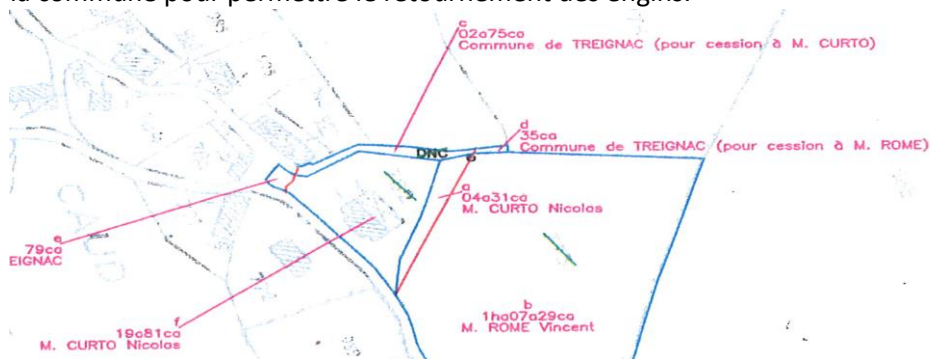 la commune pour permettre le retournement des engins.
c
02a75ca
Commune de TREIGNAC (pour cession à M. CURTO)
d
35ca
Commune de TREIGNAC (pour cession à M. ROME)
DNC
a
04a31ca
M. CURTO Nicolas
e
79ca
EIGNAC
CAUD
b
1ha07a29ca
M. ROME Vincent
f
19a81ca
M. CURTO Nicolas